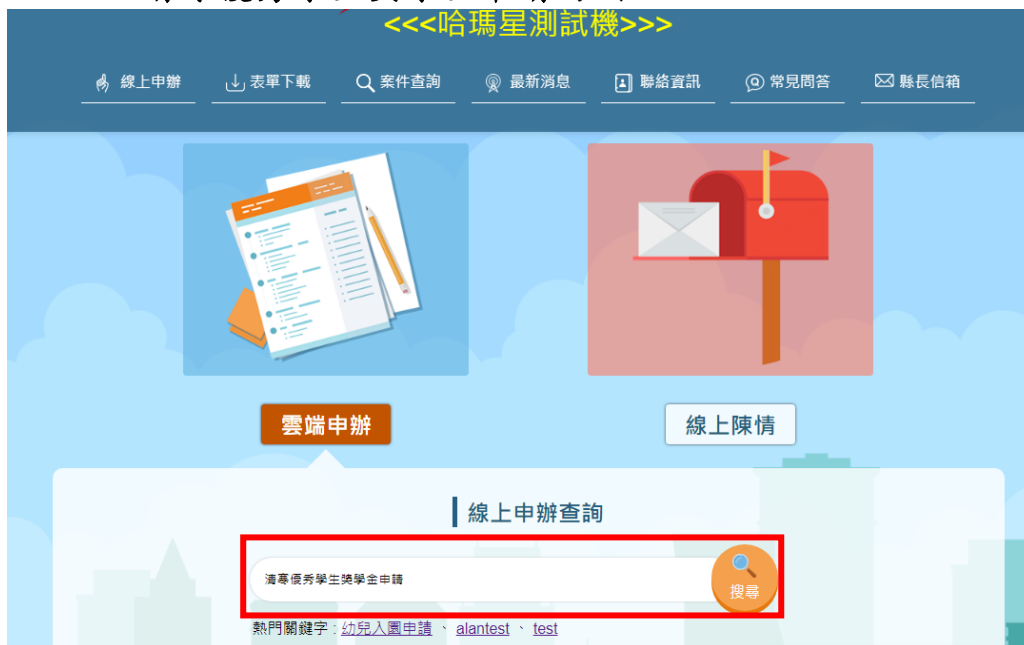 <<<哈瑪星測試機>>>
線上申辦 表單下載 案件查詢 最新消息 聯絡資訊 常見問答 縣長信箱
雲端申辦 線上陳情
線上申辦查詢
清寒優秀學生獎學金申請 搜尋
熱門關鍵字 : 幼兒入園申請 、 alantest 、 test